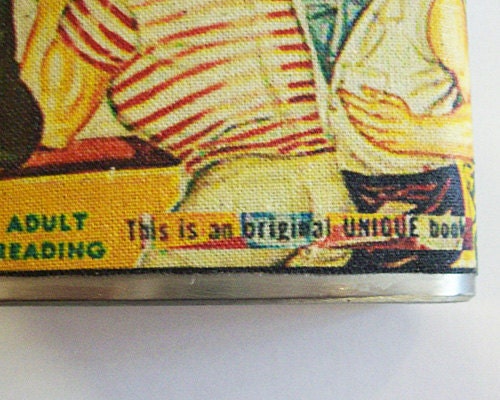 ADULT
READING
This is an original UNIQUE book